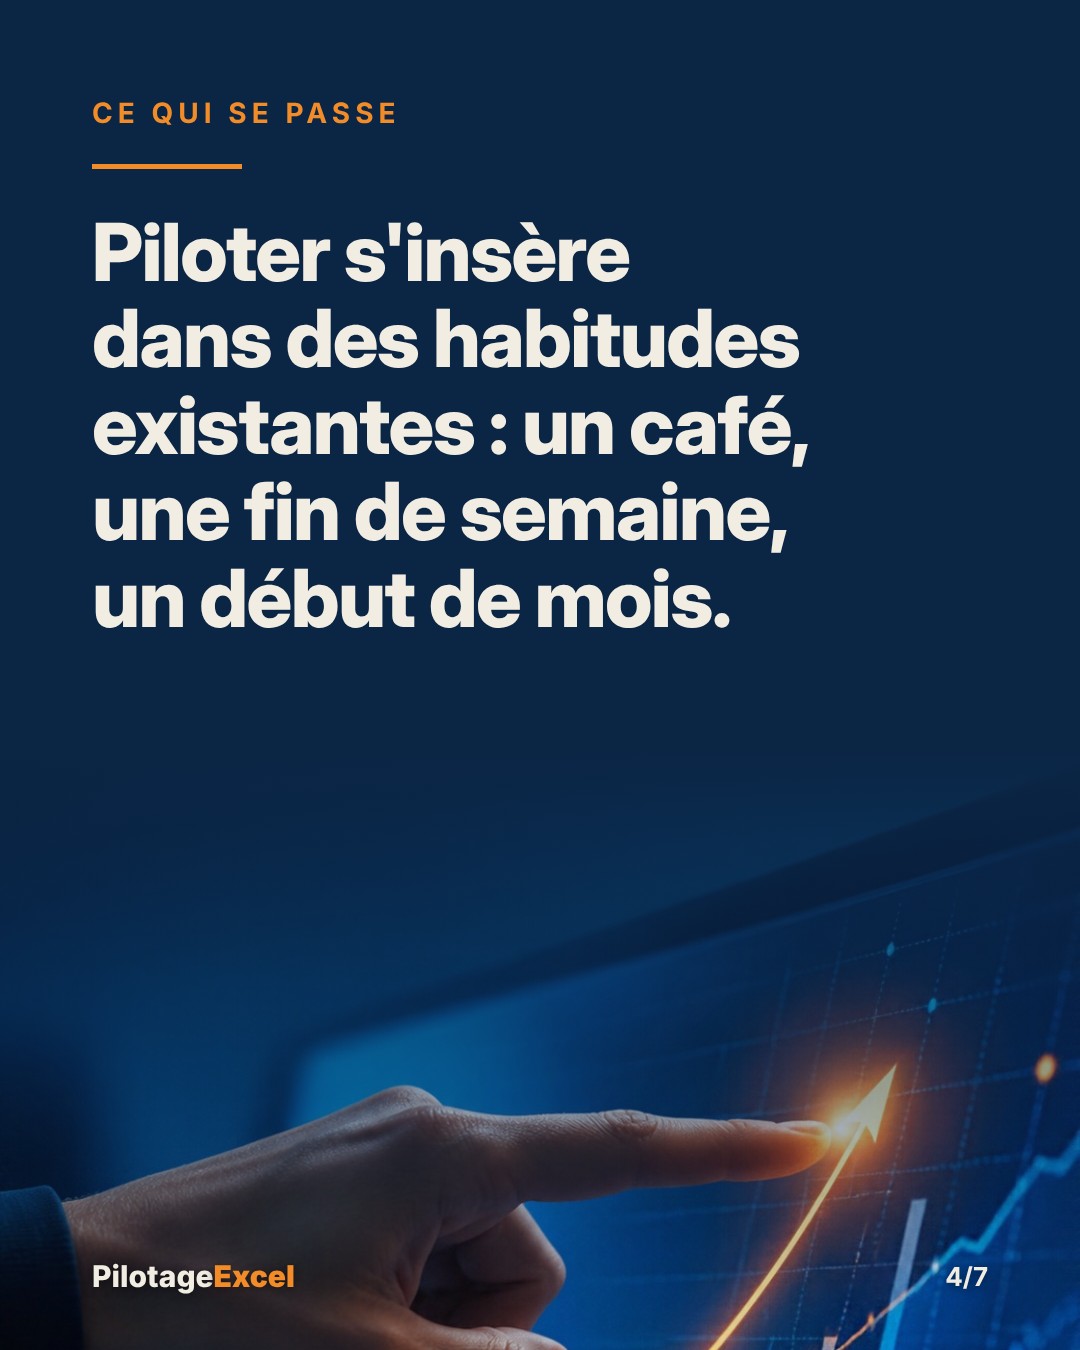 CE QUI SE PASSE
Piloter s'insère
dans des habitudes
existantes : un café,
une fin de semaine,
un début de mois.
PilotageExcel
4/7